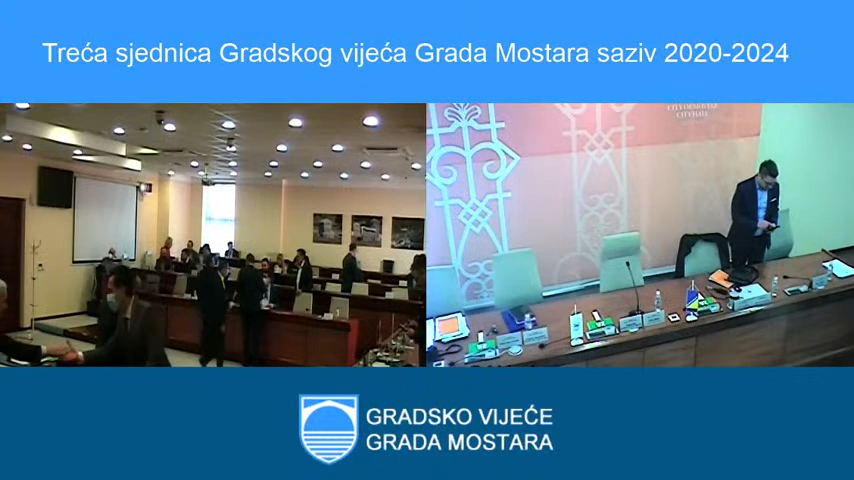 Treća sjednica Gradskog vijeća Grada Mostara saziv 2020-2024
GRADSKO VIJEĆE
GRADA MOSTARA